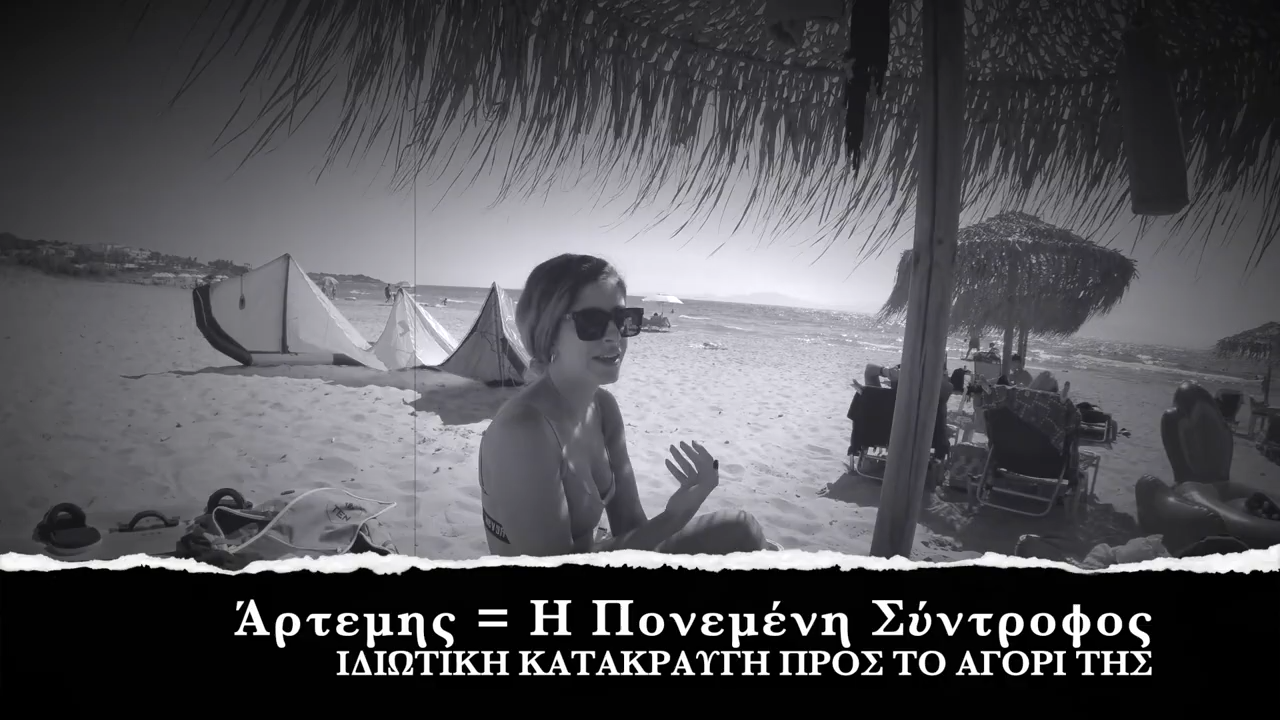 Άρτεμης = Η Πονεμένη Σύντροφος
ΙΔΙΩΤΙΚΗ ΚΑΤΑΚΡΑΥΓΗ ΠΡΟΣ ΤΟ ΑΓΟΡΙ ΤΗΣ